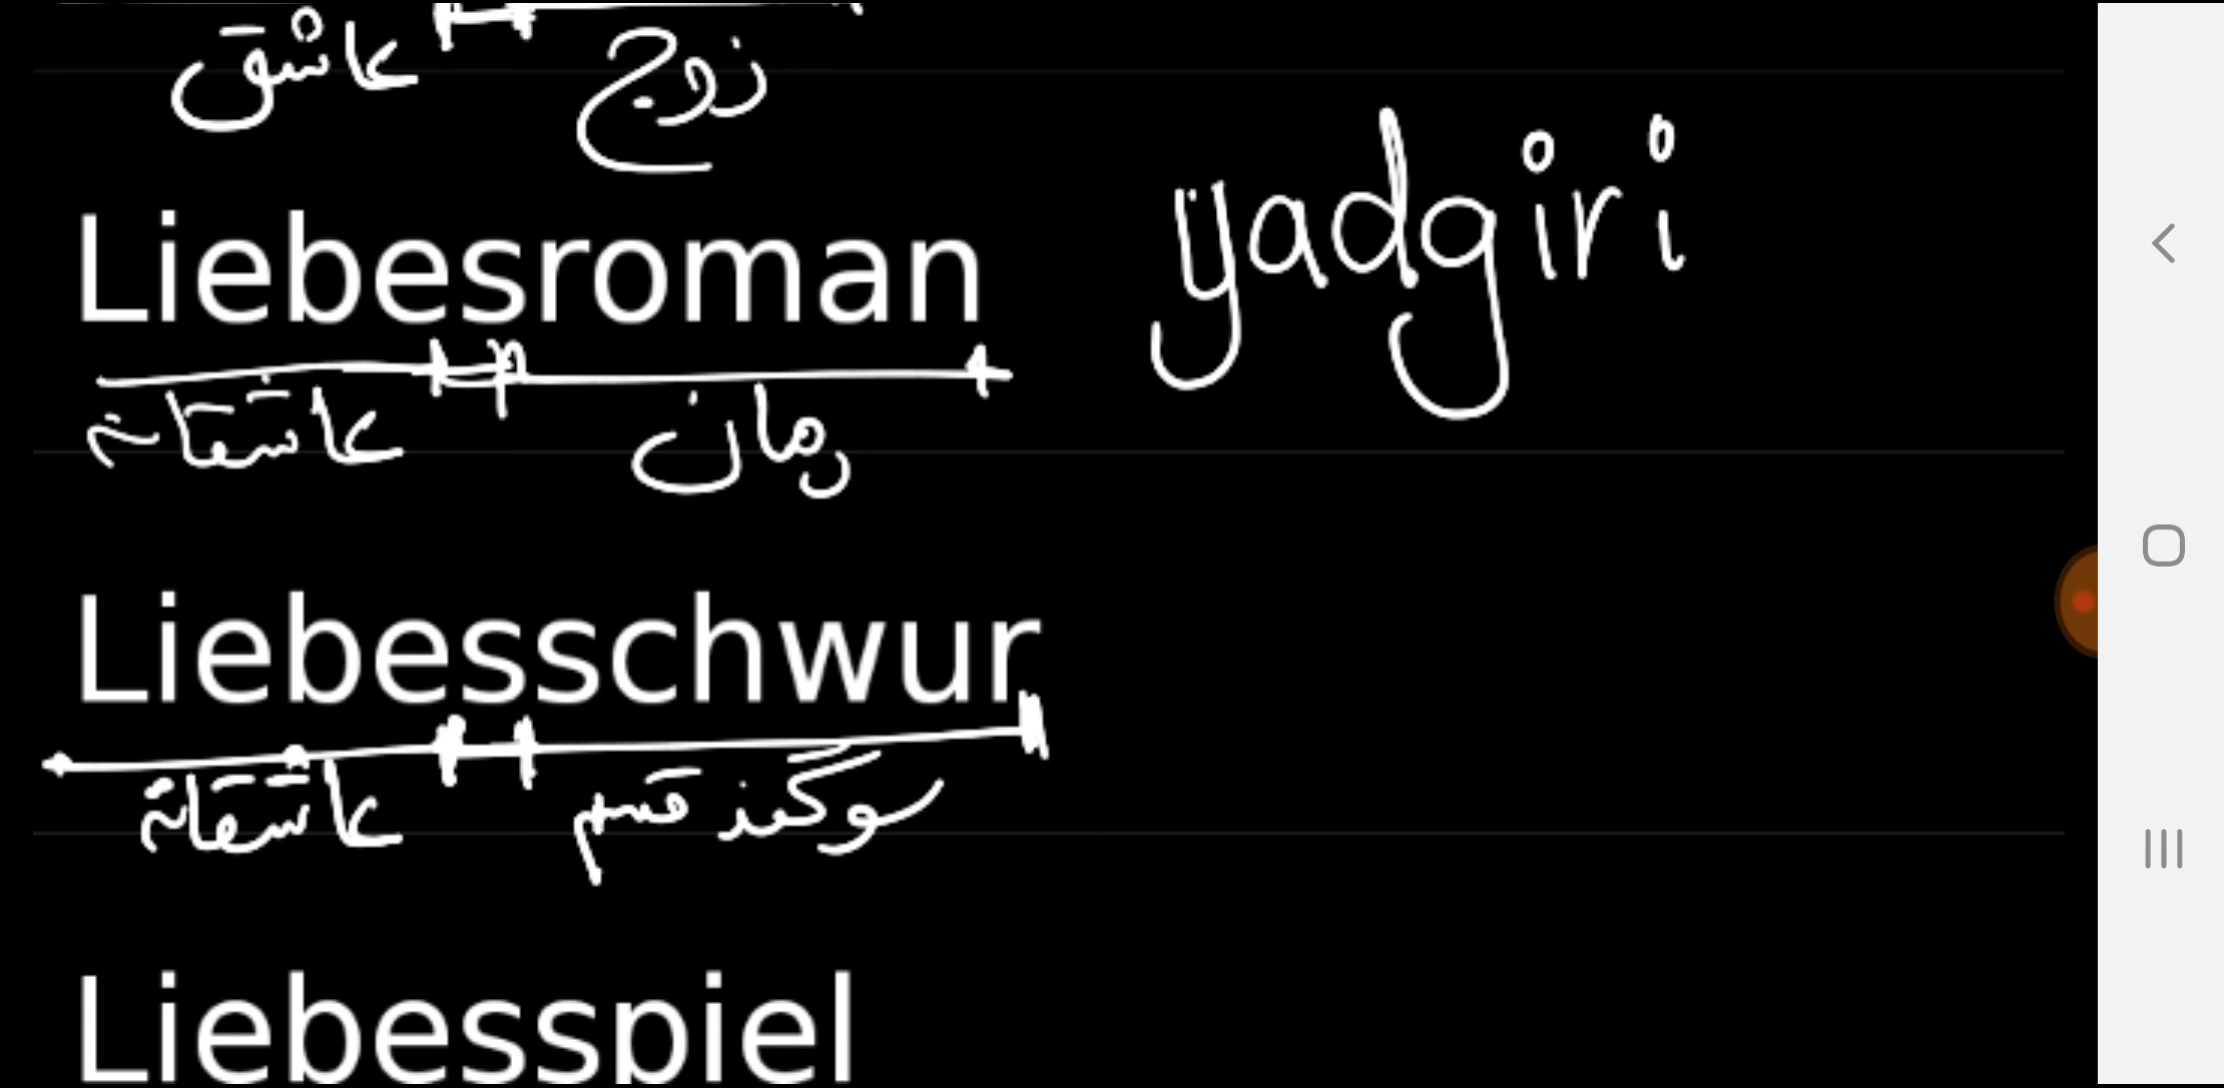 عاشق زوج
Liebesroman yadgiri
عاشقانه رمان
Liebesschwur
عاشقانه قسم سوگند
Liebesspiel